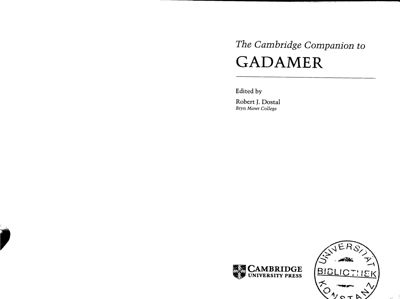 The Cambridge Companion to
GADAMER
Edited by
Robert J. Dostal
Bryn Mawr College
CAMBRIDGE
UNIVERSITY PRESS
UNIVERSITÄT
BIBLIOTHEK
KONSTANZ